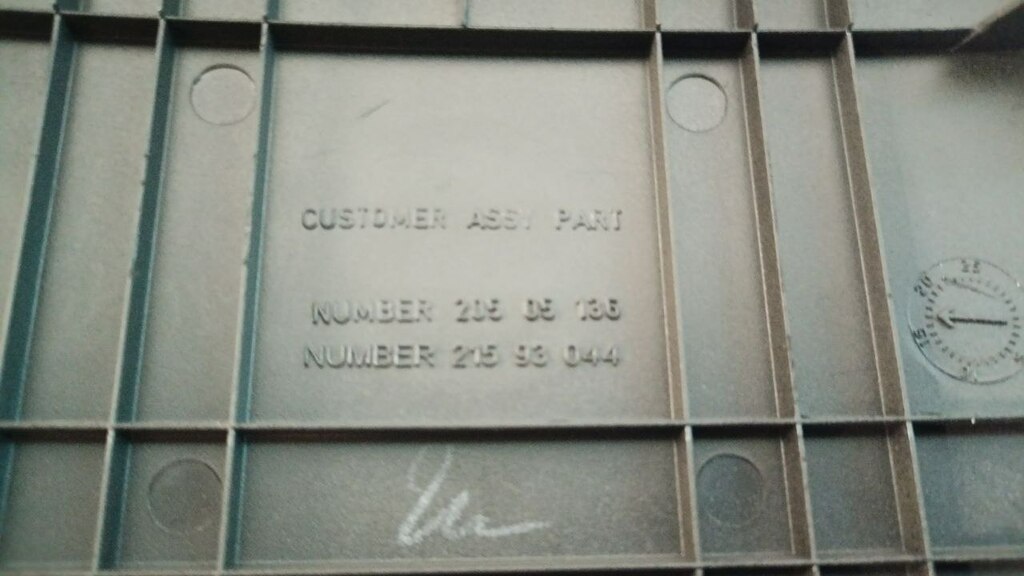 CUSTOMER ASSY PART
NUMBER 205 05 136
NUMBER 215 93 044